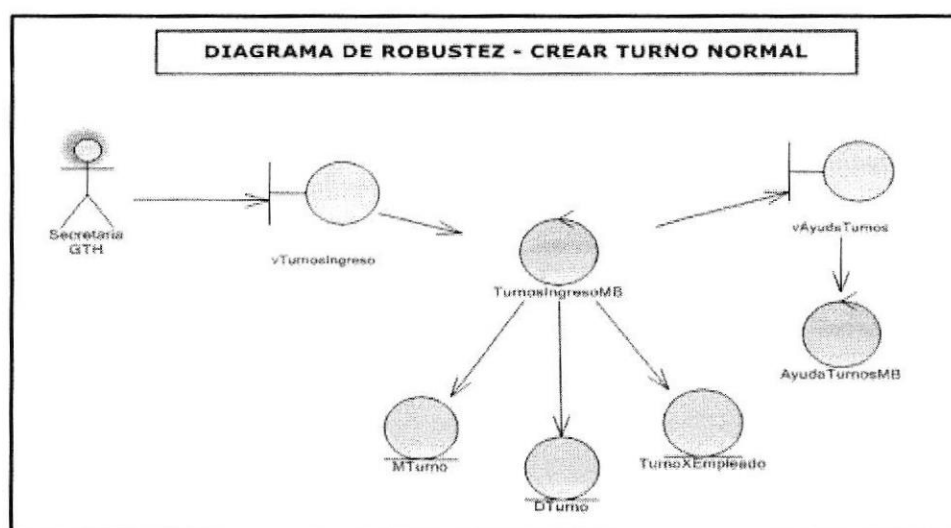 DIAGRAMA DE ROBUSTEZ - CREAR TURNO NORMAL
Secretaria
GTH
vTurnosIngreso
TurnosIngresoMB
vAyudaTurnos
AyudaTurnosMB
MTurno
DTurno
TurnoXEmpleado